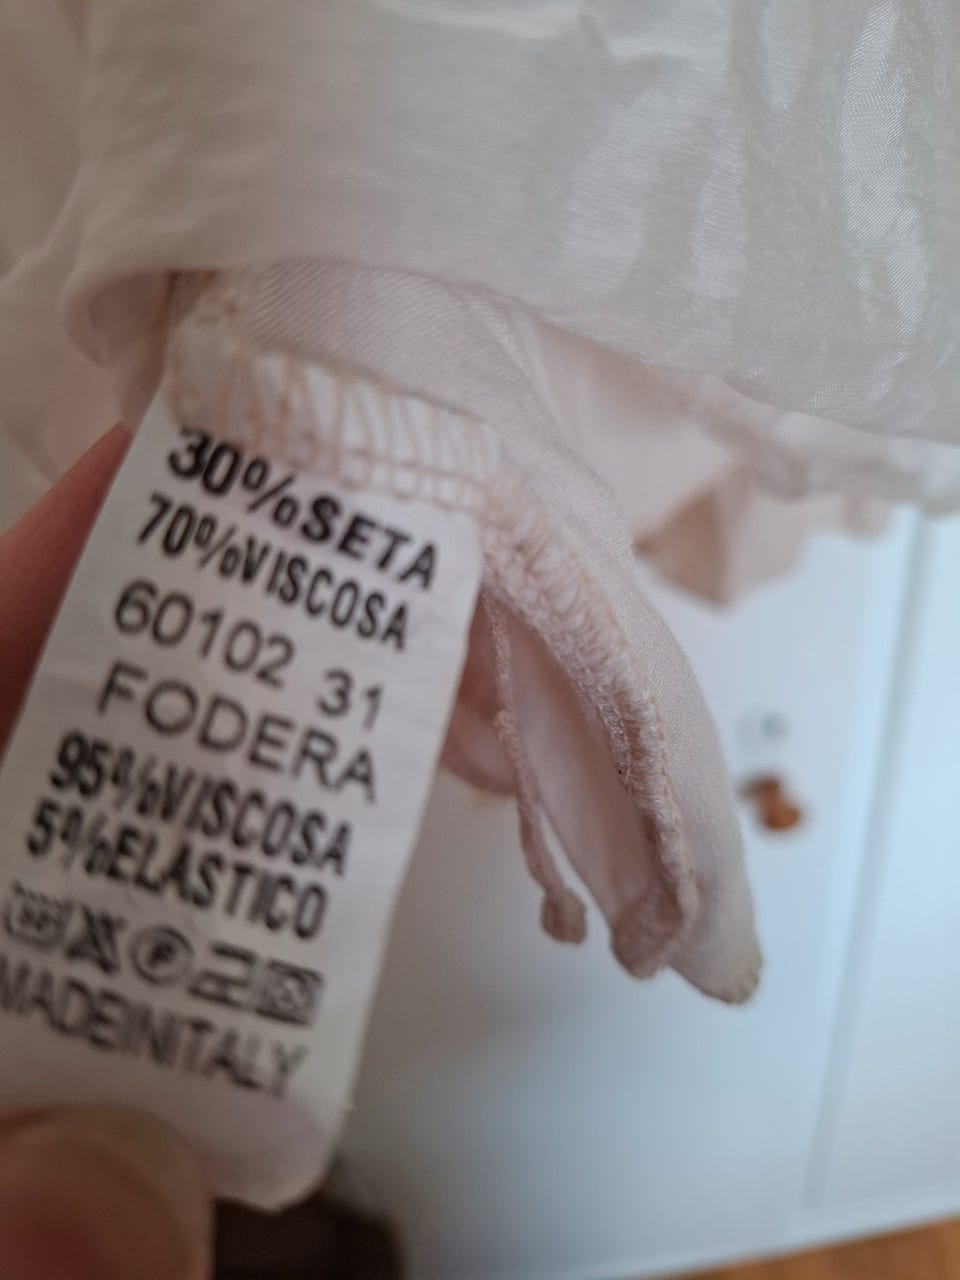 30%SETA
70%VISCOSA
60102 31
FODERA
95%VISCOSA
5%ELASTICO
MADEINITALY